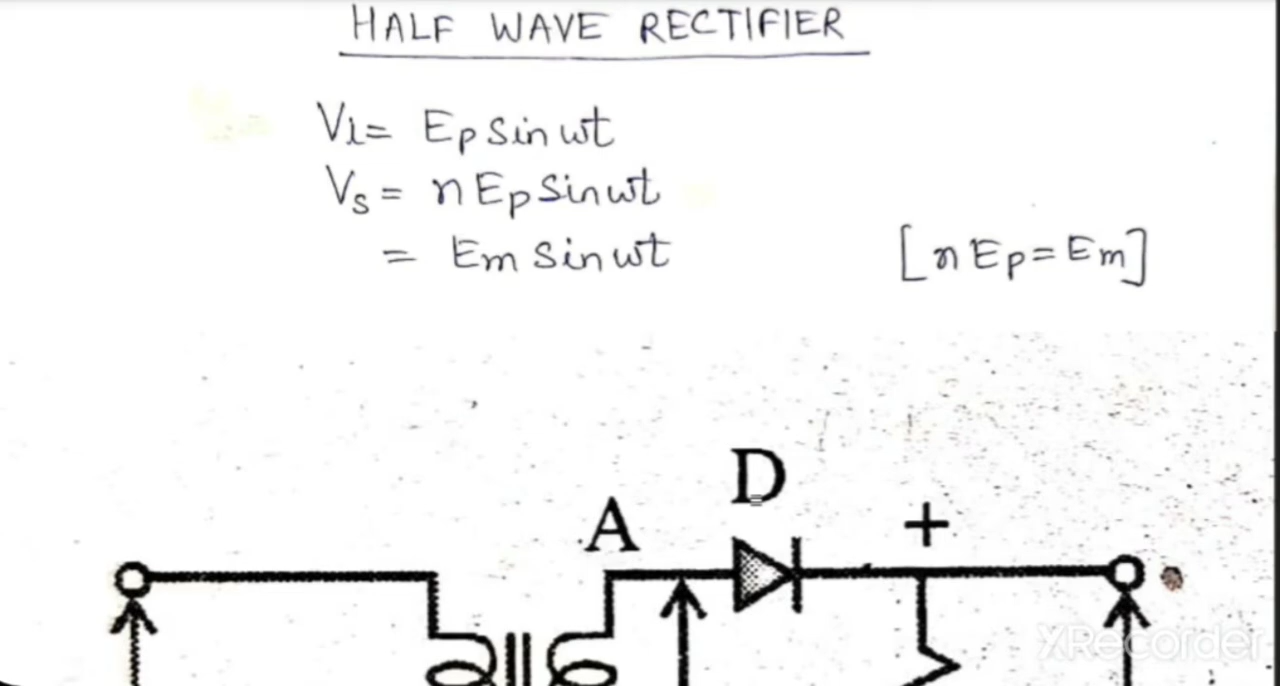 HALF WAVE RECTIFIER
Vi= Ep Sin ωt
Vs = n Ep Sin ωt
= Em Sin ωt [n Ep = Em]
D
A
+
XRecorder